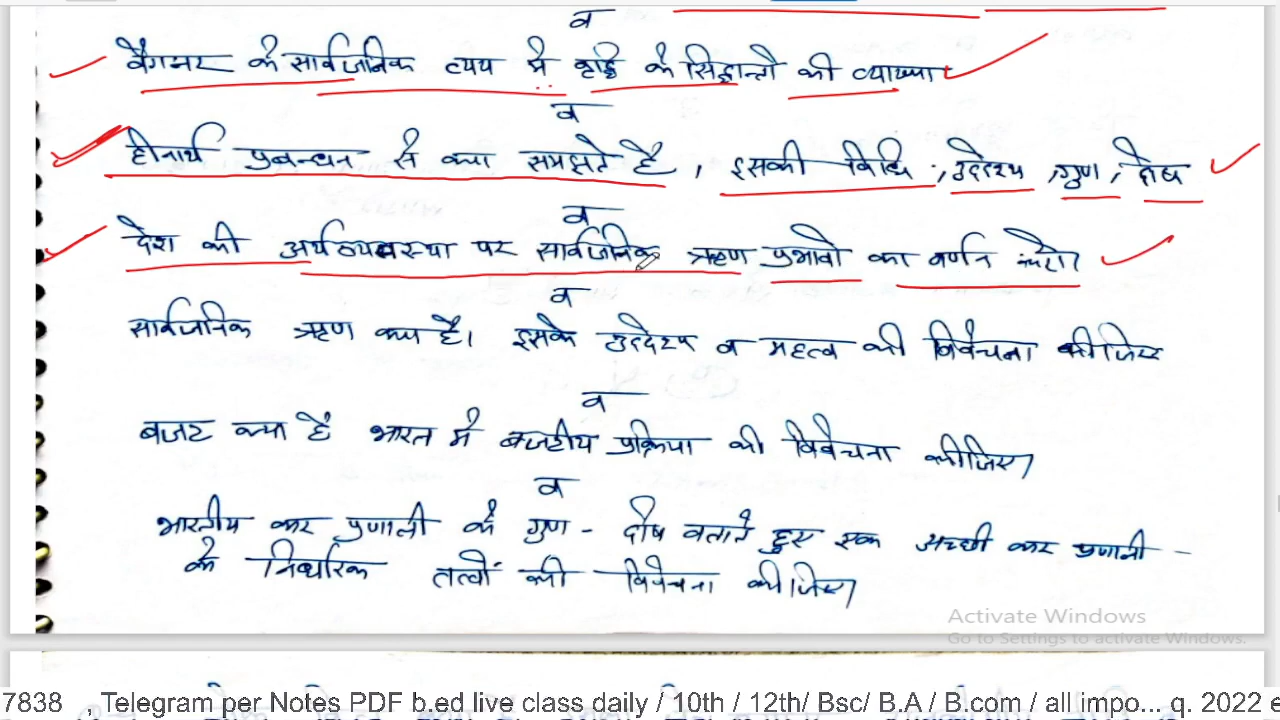 व
वैगनर के सार्वजनिक व्यय में वृद्धि के सिद्धान्तो की व्याख्या
व
हीनार्थ प्रबन्धन से क्या समझते है, इसकी विधि, उद्देश्य, गुण, दोष
व
देश की अर्थव्यवस्था पर सार्वजनिक ऋण प्रभावो का वर्णन करो।
व
सार्वजनिक ऋण क्या है। इसके उद्देश्य व महत्व की विवेचना कीजिए
व
बजट क्या है भारत में बजटीय प्रक्रिया की विवेचना कीजिए।
व
भारतीय कर प्रणाली के गुण - दोष बताते हुए एक अच्छी कर प्रणाली -
के निर्धारक तत्वों की विवेचना कीजिए।
Activate Windows
Go to Settings to activate Windows.
7838 , Telegram per Notes PDF b.ed live class daily / 10th / 12th/ Bsc/ B.A / B.com / all impo... q. 2022 e